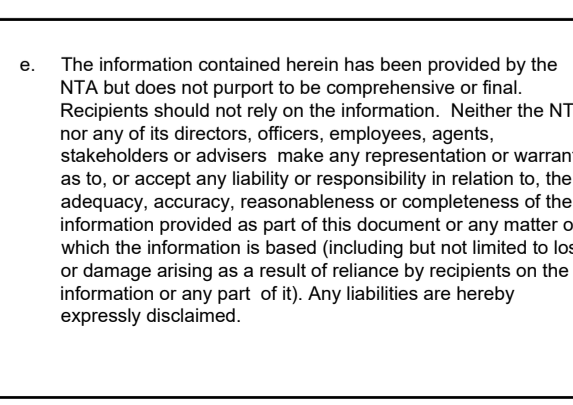 e. The information contained herein has been provided by the
NTA but does not purport to be comprehensive or final.
Recipients should not rely on the information. Neither the NT
nor any of its directors, officers, employees, agents,
stakeholders or advisers make any representation or warran
as to, or accept any liability or responsibility in relation to, the
adequacy, accuracy, reasonableness or completeness of the
information provided as part of this document or any matter o
which the information is based (including but not limited to los
or damage arising as a result of reliance by recipients on the
information or any part of it). Any liabilities are hereby
expressly disclaimed.